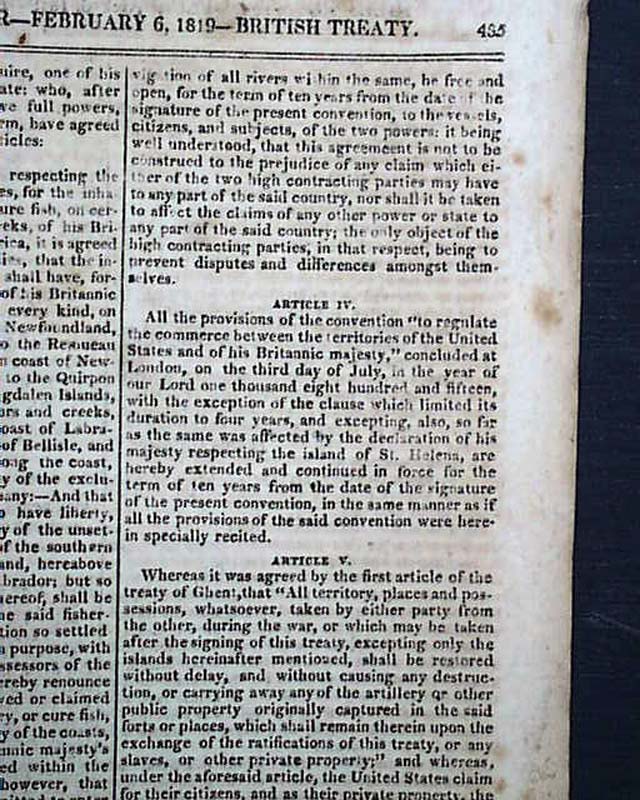 R—FEBRUARY 6, 1819—BRITISH TREATY.
435
uire, one of his
ate: who, after
ve full powers,
rm, have agreed
icles:
respecting the
es, for the inha-
ure fish, on cer-
eeks, of his Bri-
rica, it is agreed
ies, that the in-
shall have, for-
of his Britannic
every kind, on
Newfoundland,
o the Rameau
n coast of New-
to the Quirpon
gdalen Islands,
urs and creeks,
oast of Labra-
of Bellisle, and
ong the coast,
y of the exclu-
any:—And that
o have liberty,
y of the unset-
f the southern
and, hereabove
brador; but so
hereof, shall be
he said fisher-
tion so settled
a purpose, with
ssessors of the
ereby renounce
yed or claimed
ry, or cure fish,
y of the coasts,
nnic majesty's
ed within the
however, that
vigation of all rivers within the same, be free and
open, for the term of ten years from the date of the
signature of the present convention, to the vessels,
citizens, and subjects, of the two powers: it being
well understood, that this agreement is not to be
construed to the prejudice of any claim which ei-
ther of the two high contracting parties may have
to any part of the said country, nor shall it be taken
to affect the claims of any other power or state to
any part of the said country; the only object of the
high contracting parties, in that respect, being to
prevent disputes and differences amongst them-
selves.
ARTICLE IV.
All the provisions of the convention "to regulate
the commerce between the territories of the United
States and of his Britannic majesty," concluded at
London, on the third day of July, in the year of
our Lord one thousand eight hundred and fifteen,
with the exception of the clause which limited its
duration to four years, and excepting, also, so far
as the same was affected by the declaration of his
majesty respecting the island of St. Helena, are
hereby extended and continued in force for the
term of ten years from the date of the signature
of the present convention, in the same manner as if
all the provisions of the said convention were here-
in specially recited.
ARTICLE V.
Whereas it was agreed by the first article of the
treaty of Ghent, that "All territory, places and pos-
sessions, whatsoever, taken by either party from
the other, during the war, or which may be taken
after the signing of this treaty, excepting only the
islands hereinafter mentioned, shall be restored
without delay, and without causing any destruc-
tion, or carrying away any of the artillery or other
public property originally captured in the said
forts or places, which shall remain therein upon the
exchange of the ratifications of this treaty, or any
slaves, or other private property;" and whereas,
under the aforesaid article, the United States claim
for their citizens, and as their private property, the